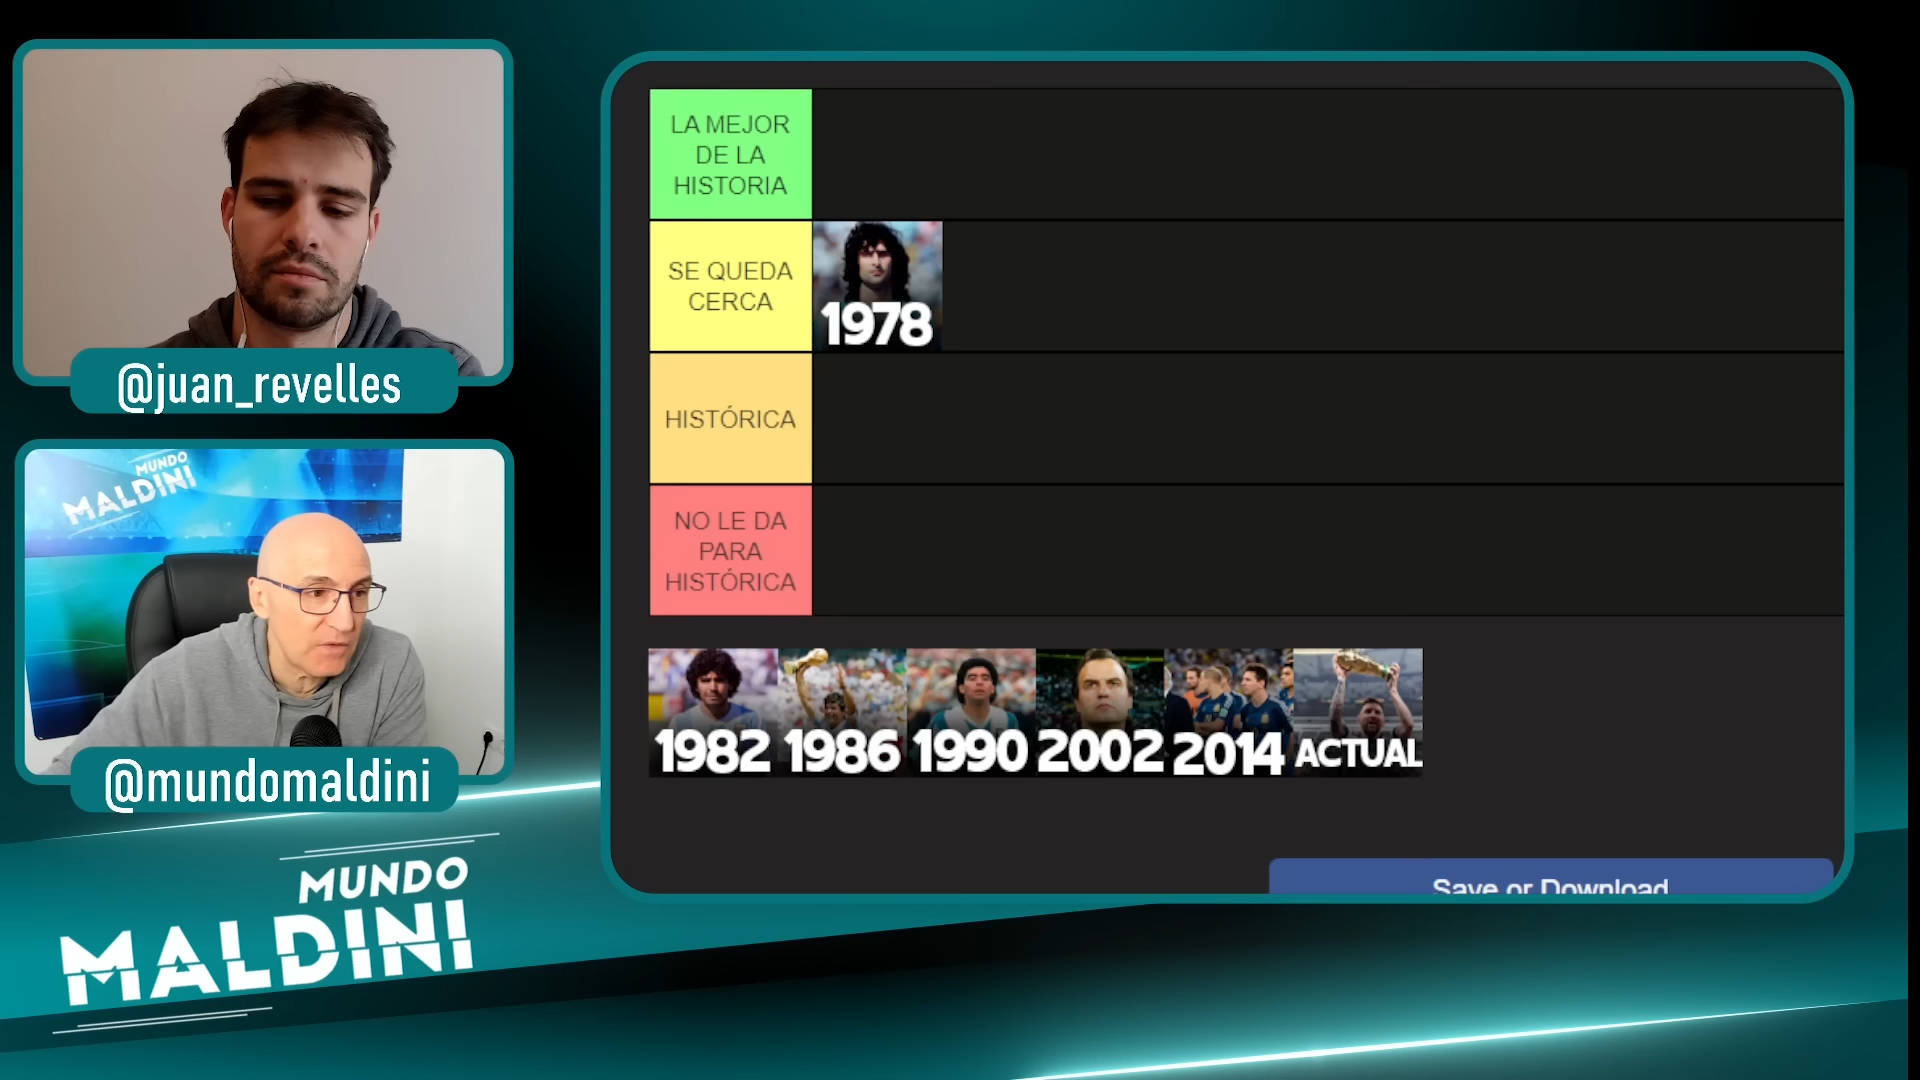 @juan_revelles
MUNDO
MALDINI
@mundomaldini
MUNDO
MALDINI
LA MEJOR
DE LA
HISTORIA
SE QUEDA
CERCA
1978
HISTÓRICA
NO LE DA
PARA
HISTÓRICA
1982 1986 1990 2002 2014 ACTUAL
Save or Download